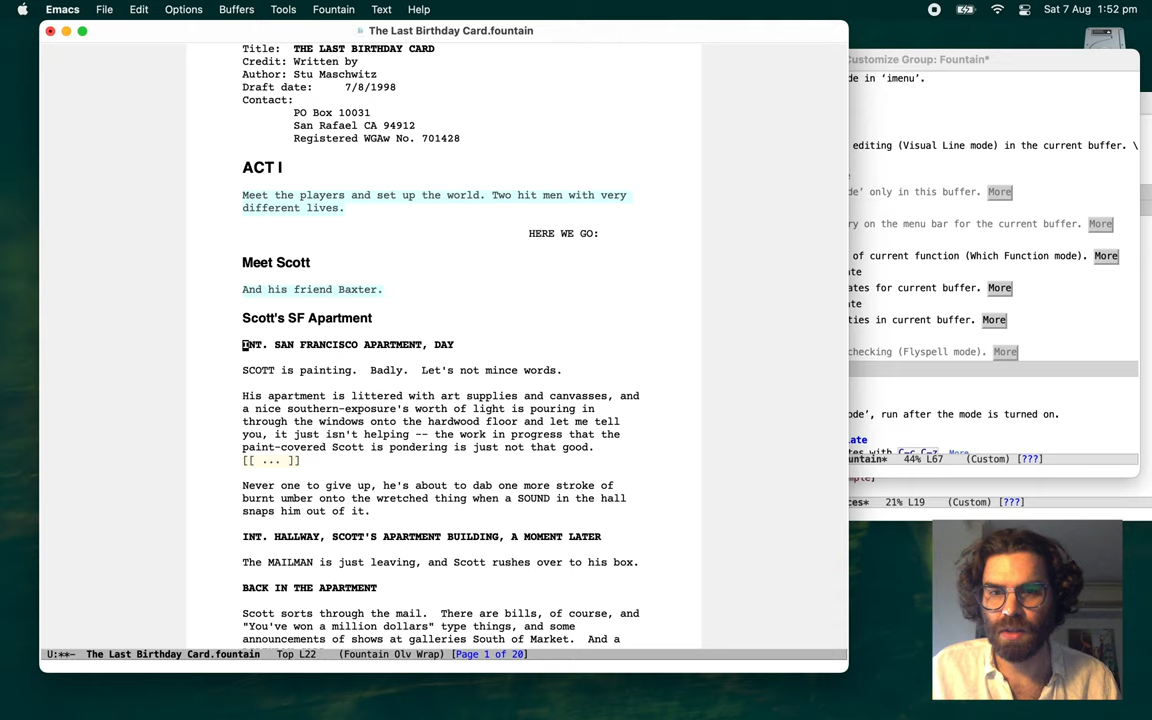 Emacs File Edit Options Buffers Tools Fountain Text Help
Sat 7 Aug 1:52 pm
The Last Birthday Card.fountain
Title: THE LAST BIRTHDAY CARD
Credit: Written by
Author: Stu Maschwitz
Draft date: 7/8/1998
Contact:
PO Box 10031
San Rafael CA 94912
Registered WGAw No. 701428
ACT I
Meet the players and set up the world. Two hit men with very
different lives.
HERE WE GO:
Meet Scott
And his friend Baxter.
Scott's SF Apartment
INT. SAN FRANCISCO APARTMENT, DAY
SCOTT is painting. Badly. Let's not mince words.
His apartment is littered with art supplies and canvasses, and
a nice southern-exposure's worth of light is pouring in
through the windows onto the hardwood floor and let me tell
you, it just isn't helping -- the work in progress that the
paint-covered Scott is pondering is just not that good.
[[ ... ]]
Never one to give up, he's about to dab one more stroke of
burnt umber onto the wretched thing when a SOUND in the hall
snaps him out of it.
INT. HALLWAY, SCOTT'S APARTMENT BUILDING, A MOMENT LATER
The MAILMAN is just leaving, and Scott rushes over to his box.
BACK IN THE APARTMENT
Scott sorts through the mail. There are bills, of course, and
"You've won a million dollars" type things, and some
announcements of shows at galleries South of Market. And a
U:**- The Last Birthday Card.fountain Top L22 (Fountain Olv Wrap) [Page 1 of 20]
Customize Group: Fountain*
de in ‘imenu’.
editing (Visual Line mode) in the current buffer. \
de’ only in this buffer. More
ry on the menu bar for the current buffer. More
of current function (Which Function mode). More
ate
ates for current buffer. More
ate
ties in current buffer. More
checking (Flyspell mode). More
ode’, run after the mode is turned on.
late
tes with C-c C-z. More
untain* 44% L67 (Custom) [???]
ces* 21% L19 (Custom) [???]